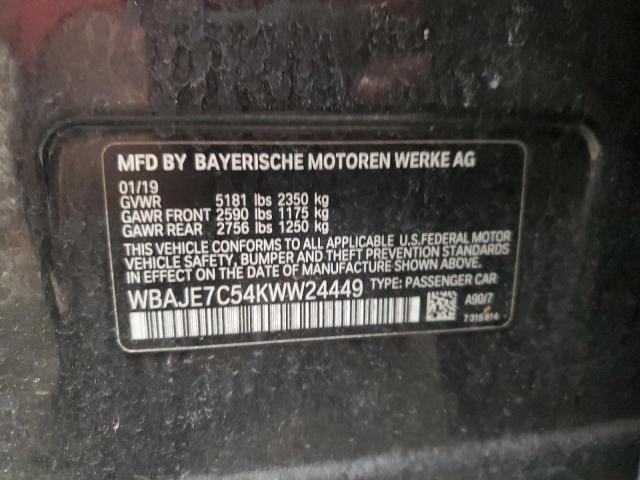 MFD BY BAYERISCHE MOTOREN WERKE AG
01/19
GVWR 5181 lbs 2350 kg
GAWR FRONT 2590 lbs 1175 kg
GAWR REAR 2756 lbs 1250 kg
THIS VEHICLE CONFORMS TO ALL APPLICABLE U.S.FEDERAL MOTOR
VEHICLE SAFETY, BUMPER AND THEFT PREVENTION STANDARDS
IN EFFECT ON THE DATE OF MANUFACTURE SHOWN ABOVE.
WBAJE7C54KWW24449 TYPE: PASSENGER CAR
A90/7